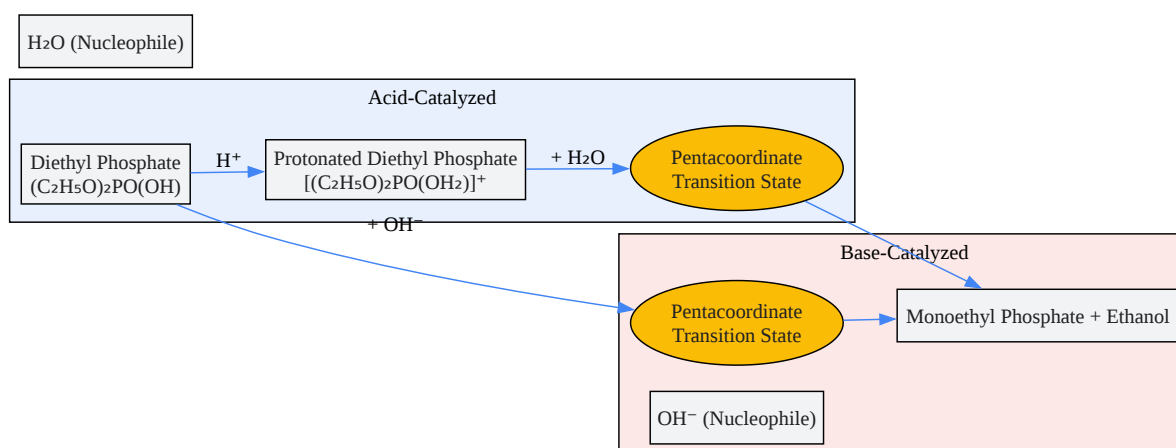 H₂O (Nucleophile)
Acid-Catalyzed
Diethyl Phosphate
(C₂H₅O)₂PO(OH)
H⁺
Protonated Diethyl Phosphate
[(C₂H₅O)₂PO(OH₂)]⁺
+ H₂O
Pentacoordinate
Transition State
+ OH⁻
Base-Catalyzed
Pentacoordinate
Transition State
Monoethyl Phosphate + Ethanol
OH⁻ (Nucleophile)